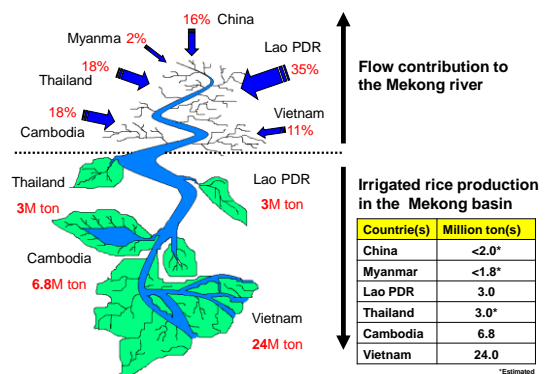 China
16%
Myanma 2%
Lao PDR
35%
Thailand
18%
Cambodia
18%
Vietnam
11%
Flow contribution to
the Mekong river
Thailand
3M ton
Lao PDR
3M ton
Cambodia
6.8M ton
Vietnam
24M ton
Irrigated rice production
in the Mekong basin
Countrie(s) Million ton(s)
China <2.0*
Myanmar <1.8*
Lao PDR 3.0
Thailand 3.0*
Cambodia 6.8
Vietnam 24.0
*Estimated